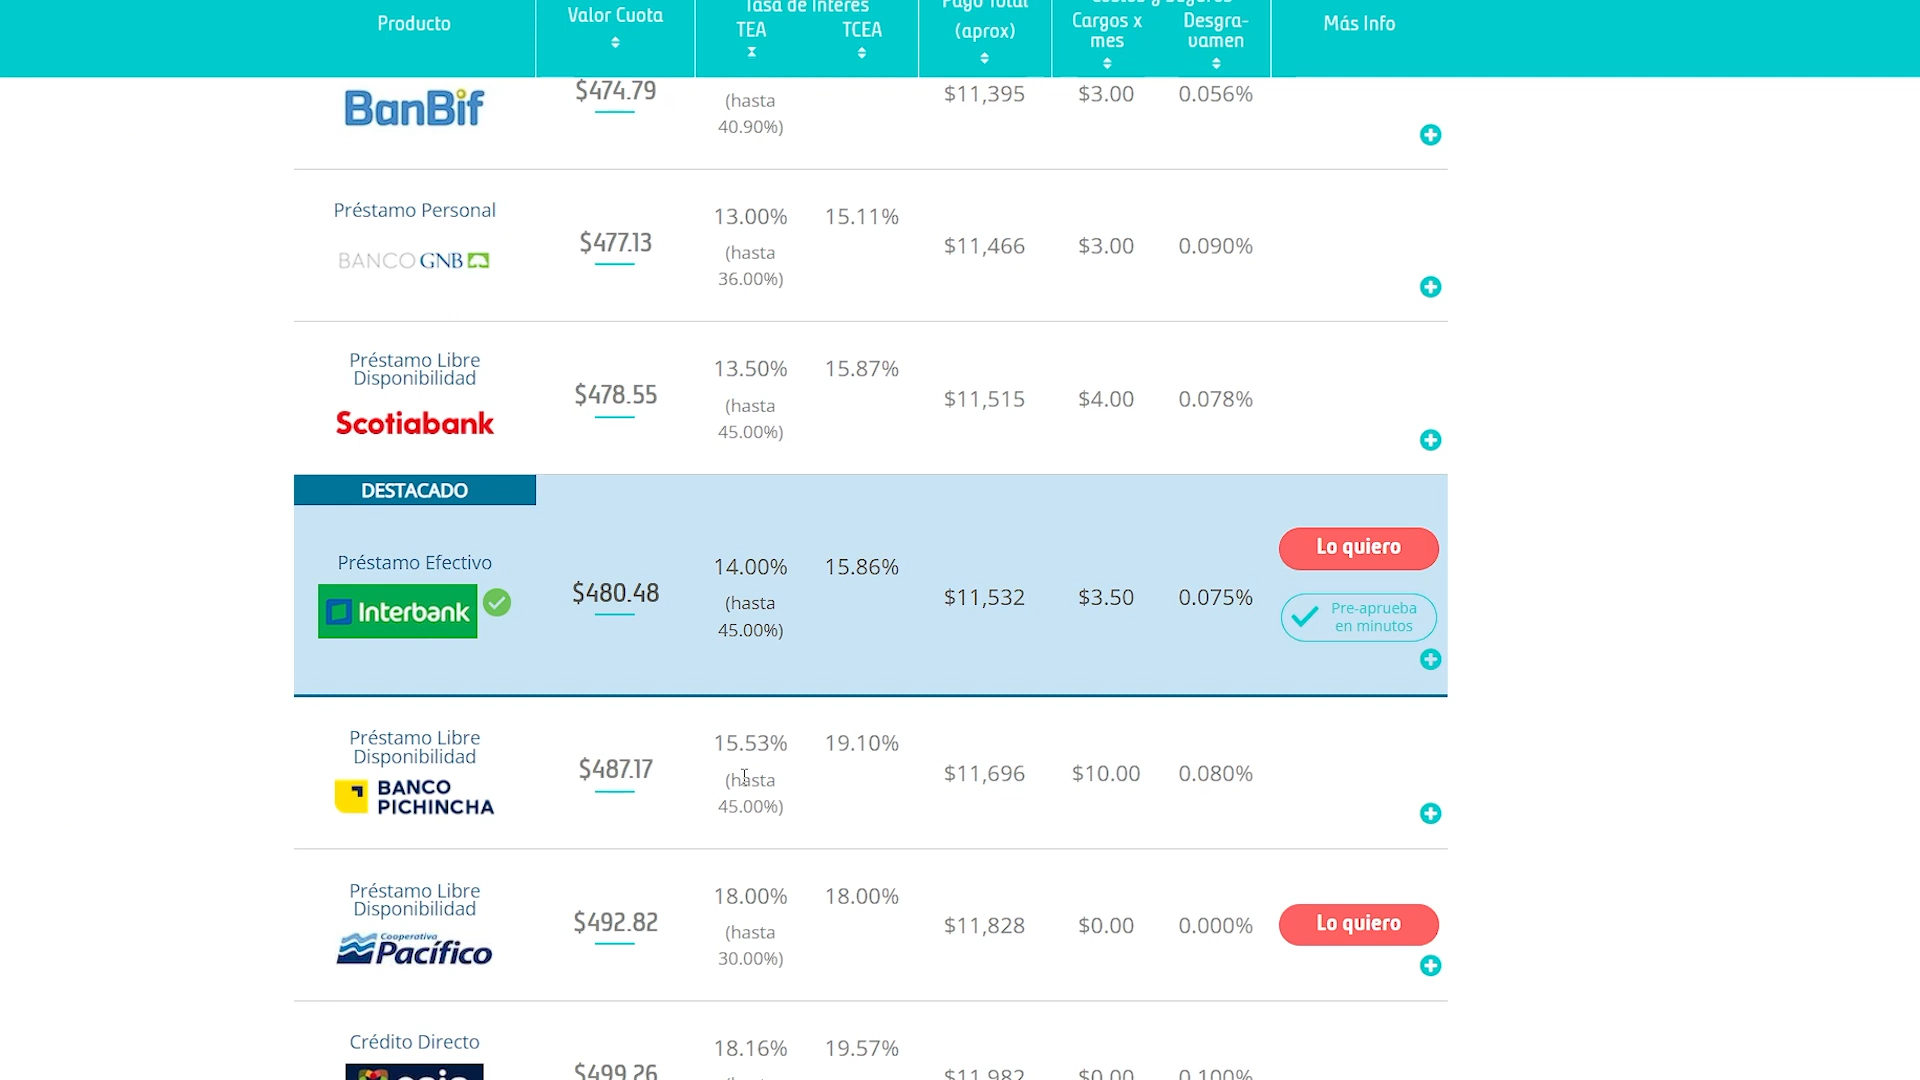 Producto
Valor Cuota
Tasa de Interés
TEA
TCEA
Pago Total
(aprox)
Cargos x
mes
Desgra-
vamen
Más Info
BanBif
$474.79
(hasta
40.90%)
$11,395
$3.00
0.056%
Préstamo Personal
BANCO GNB
$477.13
13.00%
(hasta
36.00%)
15.11%
$11,466
$3.00
0.090%
Préstamo Libre
Disponibilidad
Scotiabank
$478.55
13.50%
(hasta
45.00%)
15.87%
$11,515
$4.00
0.078%
DESTACADO
Préstamo Efectivo
Interbank
$480.48
14.00%
(hasta
45.00%)
15.86%
$11,532
$3.50
0.075%
Lo quiero
Pre-aprueba
en minutos
Préstamo Libre
Disponibilidad
BANCO
PICHINCHA
$487.17
15.53%
(hasta
45.00%)
19.10%
$11,696
$10.00
0.080%
Préstamo Libre
Disponibilidad
Cooperativa
Pacífico
$492.82
18.00%
(hasta
30.00%)
18.00%
$11,828
$0.00
0.000%
Lo quiero
Crédito Directo
$499.26
18.16%
19.57%
$11,982
$0.00
0.100%